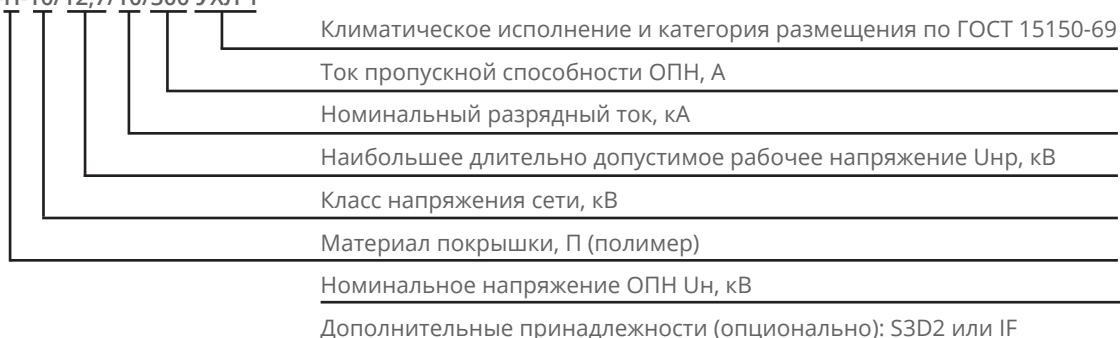 Климатическое исполнение и категория размещения по ГОСТ 15150-69
Ток пропускной способности ОПН, А
Номинальный разрядный ток, кА
Наибольшее длительно допустимое рабочее напряжение Uнр, кВ
Класс напряжения сети, кВ
Материал покрышки, П (полимер)
Номинальное напряжение ОПН Uн, кВ
Дополнительные принадлежности (опционально): S3D2 или IF